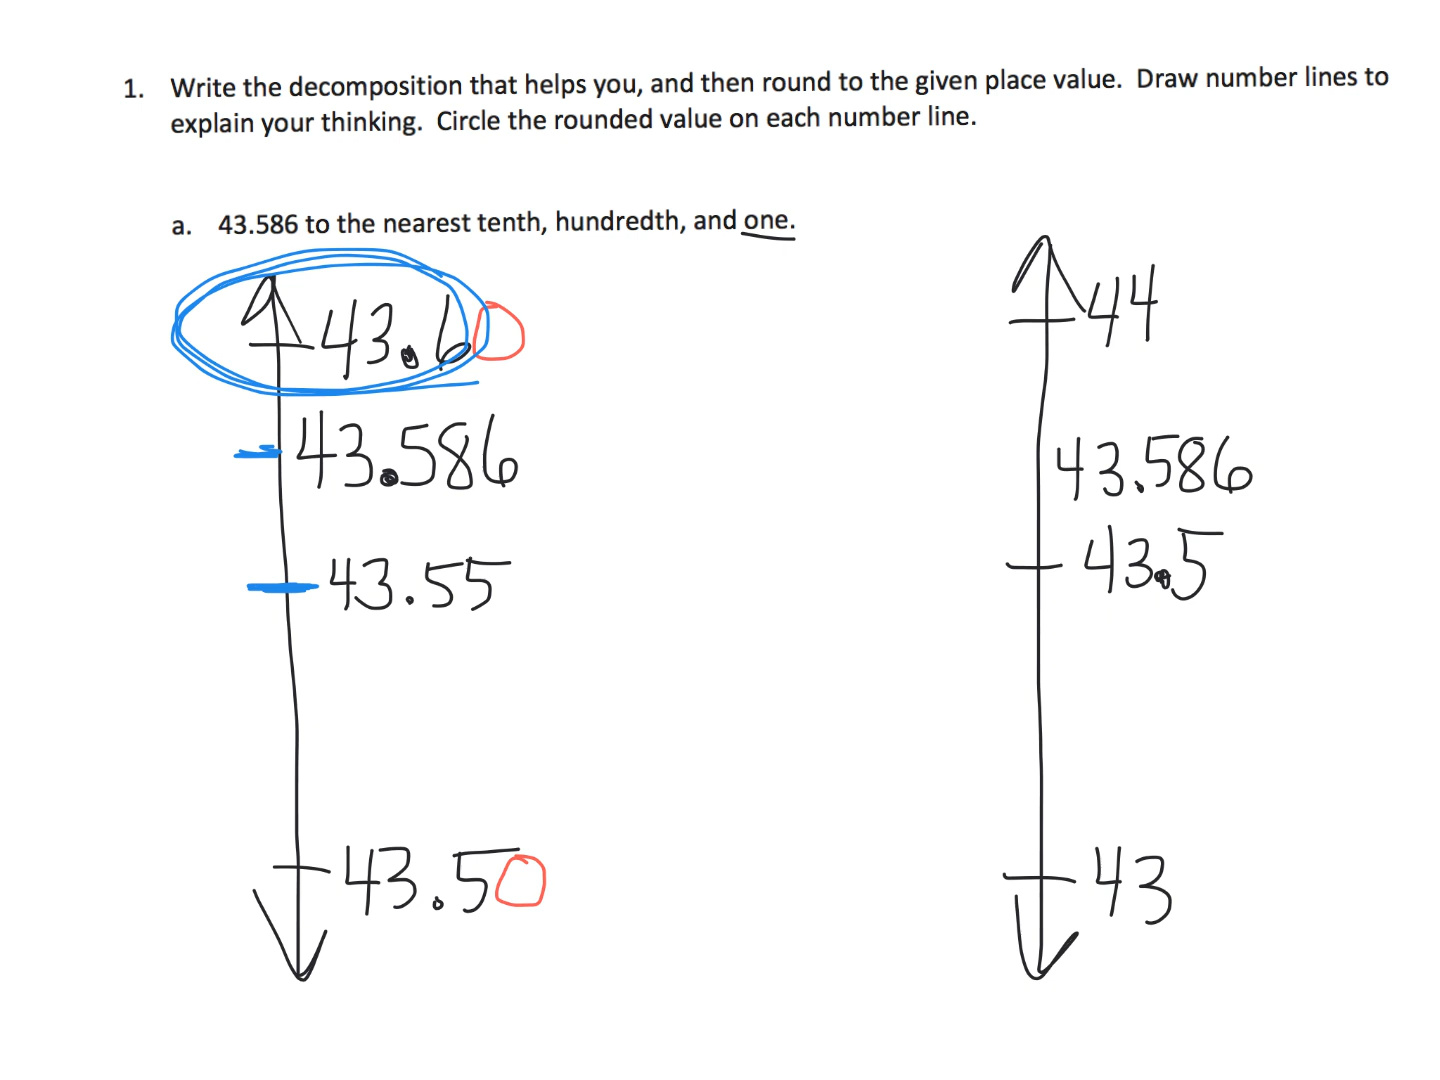 1. Write the decomposition that helps you, and then round to the given place value. Draw number lines to
explain your thinking. Circle the rounded value on each number line.
a. 43.586 to the nearest tenth, hundredth, and one.
43.60
43.586
43.55
43.50
44
43.586
43.5
43